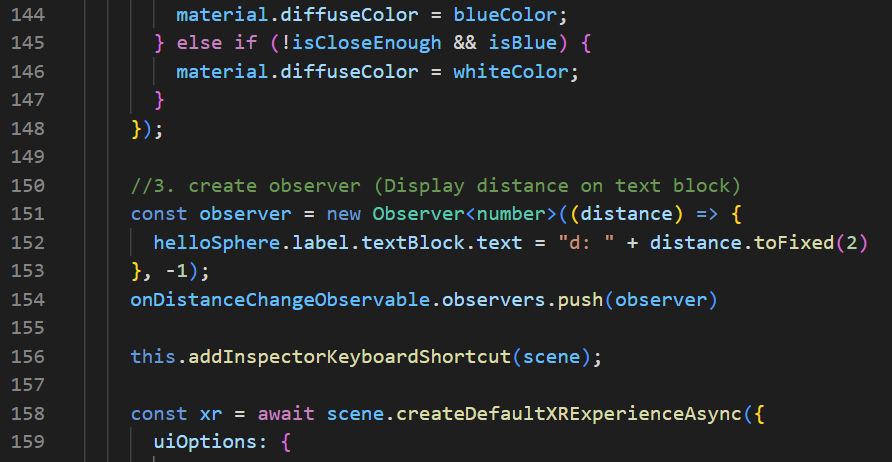 144 material.diffuseColor = blueColor;
145 } else if (!isCloseEnough && isBlue) {
146 material.diffuseColor = whiteColor;
147 }
148 });
149
150 //3. create observer (Display distance on text block)
151 const observer = new Observer<number>((distance) => {
152 helloSphere.label.textBlock.text = "d: " + distance.toFixed(2)
153 }, -1);
154 onDistanceChangeObservable.observers.push(observer)
155
156 this.addInspectorKeyboardShortcut(scene);
157
158 const xr = await scene.createDefaultXRExperienceAsync({
159 uiOptions: {